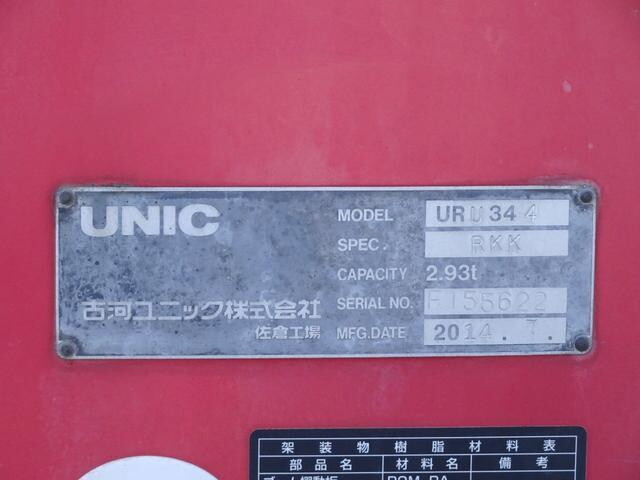 UNIC
MODEL URU344
SPEC. RKK
CAPACITY 2.93t
古河ユニック株式会社
SERIAL NO. F155622
佐倉工場
MFG.DATE 2014.7.
架装物樹脂材料表
部品名 材料名 備考